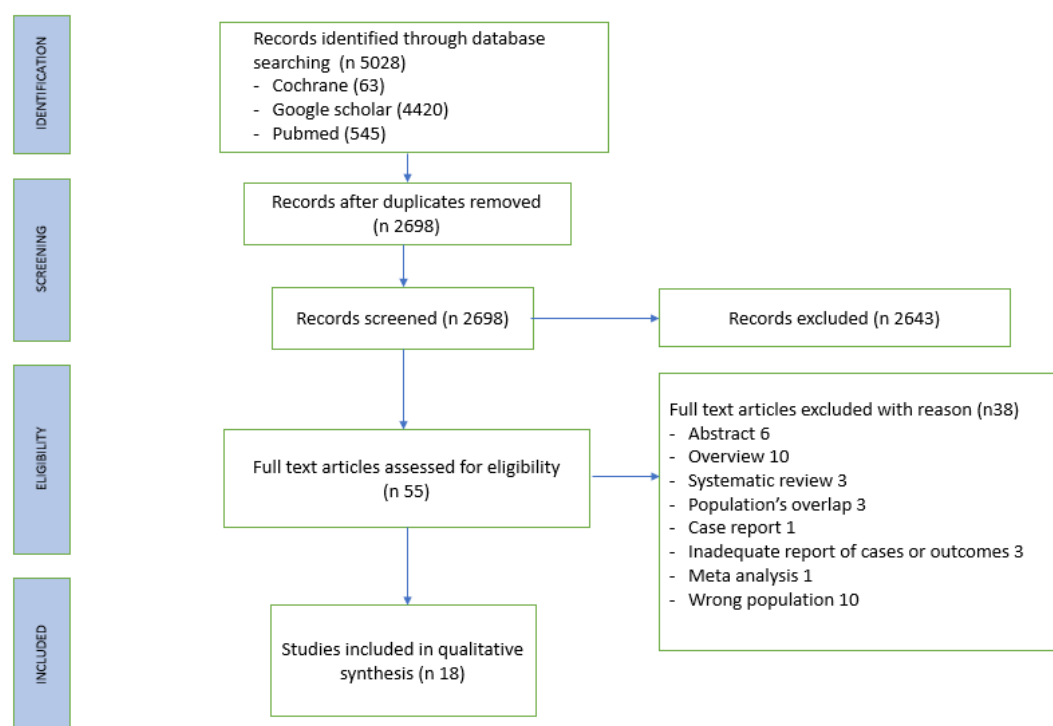 IDENTIFICATION
Records identified through database
searching (n 5028)
- Cochrane (63)
- Google scholar (4420)
- Pubmed (545)
SCREENING
Records after duplicates removed
(n 2698)
Records screened (n 2698)
Records excluded (n 2643)
ELIGIBILITY
Full text articles assessed for eligibility
(n 55)
Full text articles excluded with reason (n38)
- Abstract 6
- Overview 10
- Systematic review 3
- Population’s overlap 3
- Case report 1
- Inadequate report of cases or outcomes 3
- Meta analysis 1
- Wrong population 10
INCLUDED
Studies included in qualitative
synthesis (n 18)